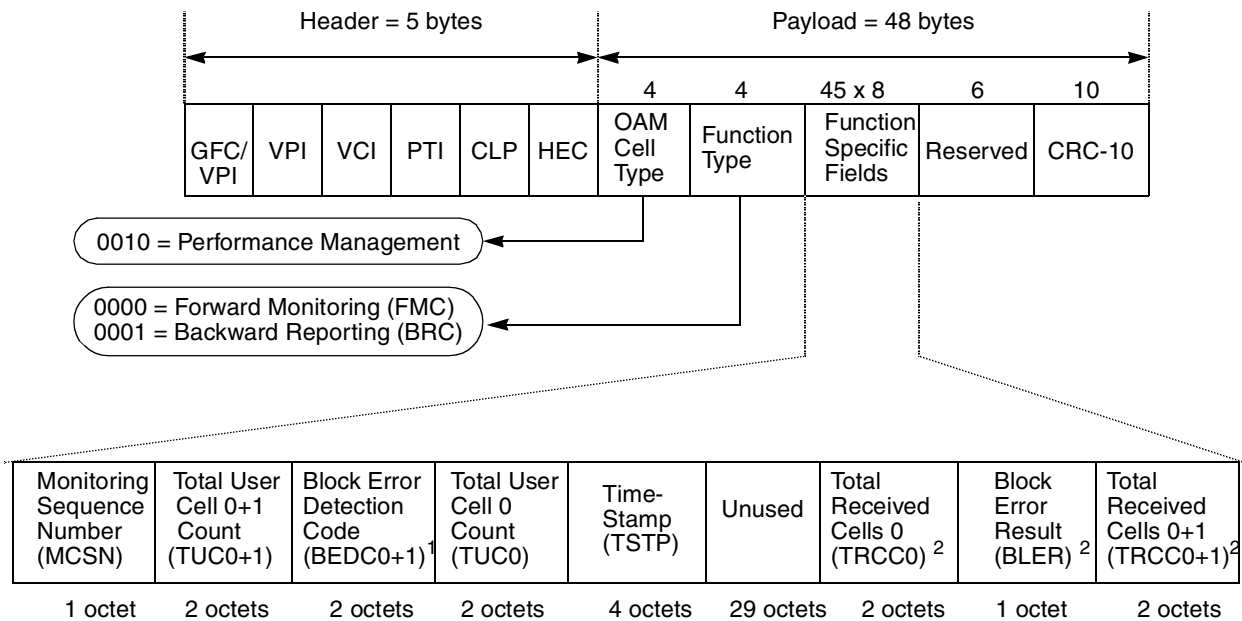 Header = 5 bytes
Payload = 48 bytes
4
4
45 x 8
6
10
GFC/
VPI
VPI
VCI
PTI
CLP
HEC
OAM
Cell
Type
Function
Type
Function
Specific
Fields
Reserved
CRC-10
0010 = Performance Management
0000 = Forward Monitoring (FMC)
0001 = Backward Reporting (BRC)
Monitoring
Sequence
Number
(MCSN)
Total User
Cell 0+1
Count
(TUC0+1)
Block Error
Detection
Code
(BEDC0+1)1
Total User
Cell 0
Count
(TUC0)
Time-
Stamp
(TSTP)
Unused
Total
Received
Cells 0
(TRCC0) 2
Block
Error
Result
(BLER) 2
Total
Received
Cells 0+1
(TRCC0+1)2
1 octet
2 octets
2 octets
2 octets
4 octets
29 octets
2 octets
1 octet
2 octets